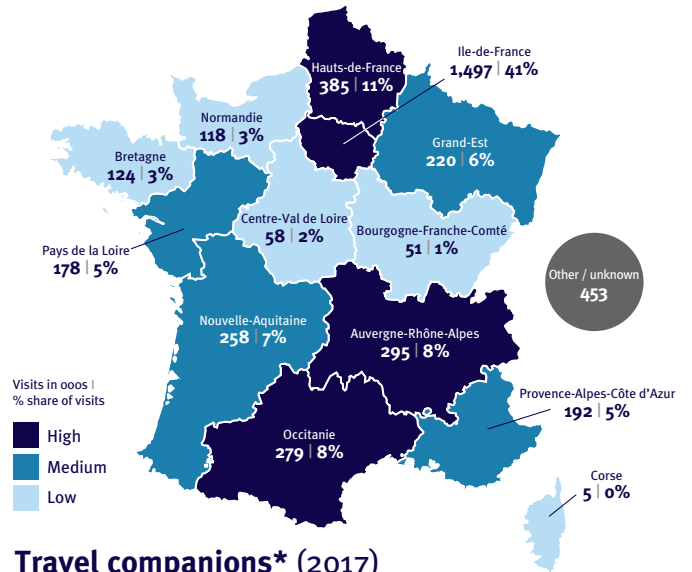 Ile-de-France
1,497 | 41%
Hauts-de-France
385 | 11%
Normandie
118 | 3%
Grand-Est
220 | 6%
Bretagne
124 | 3%
Centre-Val de Loire
58 | 2%
Bourgogne-Franche-Comté
51 | 1%
Pays de la Loire
178 | 5%
Other / unknown
453
Nouvelle-Aquitaine
258 | 7%
Auvergne-Rhône-Alpes
295 | 8%
Visits in 000s |
% share of visits
High
Medium
Low
Provence-Alpes-Côte d'Azur
192 | 5%
Occitanie
279 | 8%
Corse
5 | 0%
Travel companions* (2017)